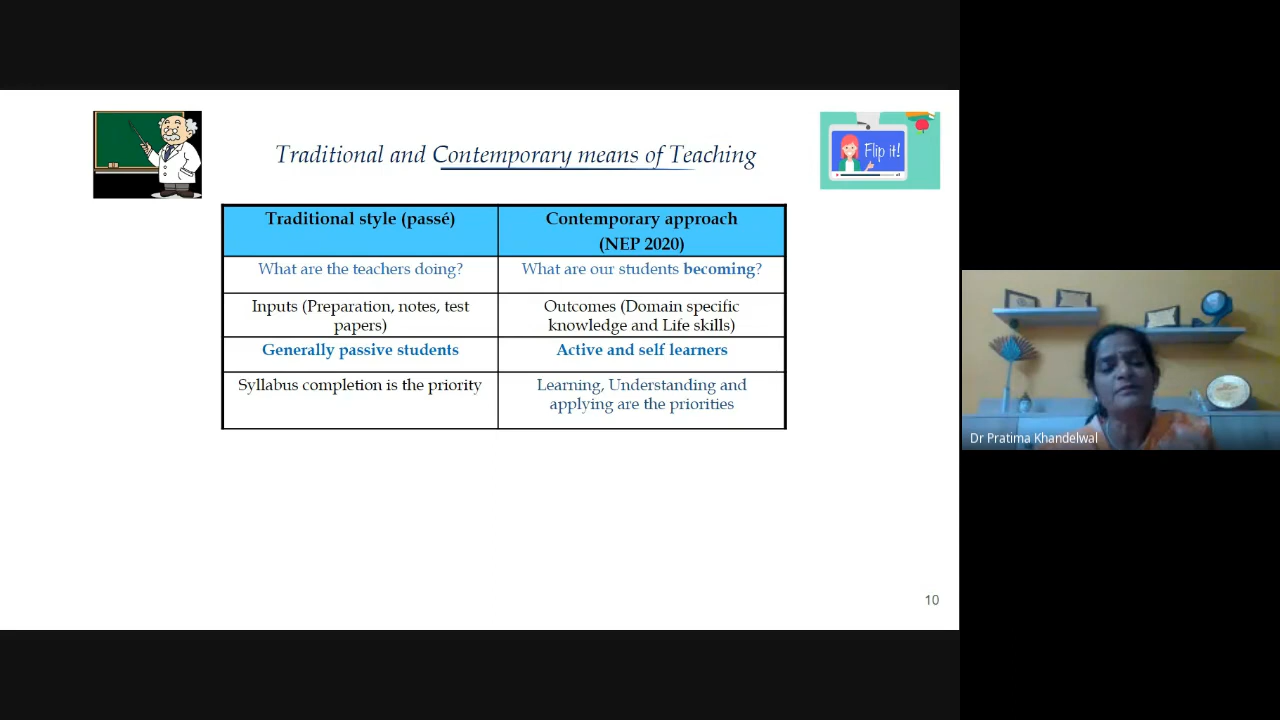 Traditional and Contemporary means of Teaching
Flip it!
Traditional style (passé)
Contemporary approach
(NEP 2020)
What are the teachers doing?
What are our students becoming?
Inputs (Preparation, notes, test
papers)
Outcomes (Domain specific
knowledge and Life skills)
Generally passive students
Active and self learners
Syllabus completion is the priority
Learning, Understanding and
applying are the priorities
10
Dr Pratima Khandelwal